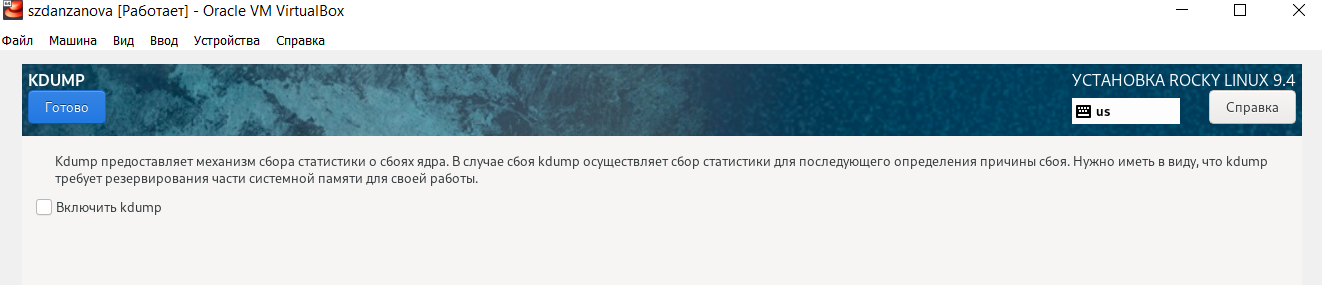 szdanzanova [Работает] - Oracle VM VirtualBox
Файл Машина Вид Ввод Устройства Справка
KDUMP
УСТАНОВКА ROCKY LINUX 9.4
Готово
us
Справка
Kdump предоставляет механизм сбора статистики о сбоях ядра. В случае сбоя kdump осуществляет сбор статистики для последующего определения причины сбоя. Нужно иметь в виду, что kdump
требует резервирования части системной памяти для своей работы.
Включить kdump